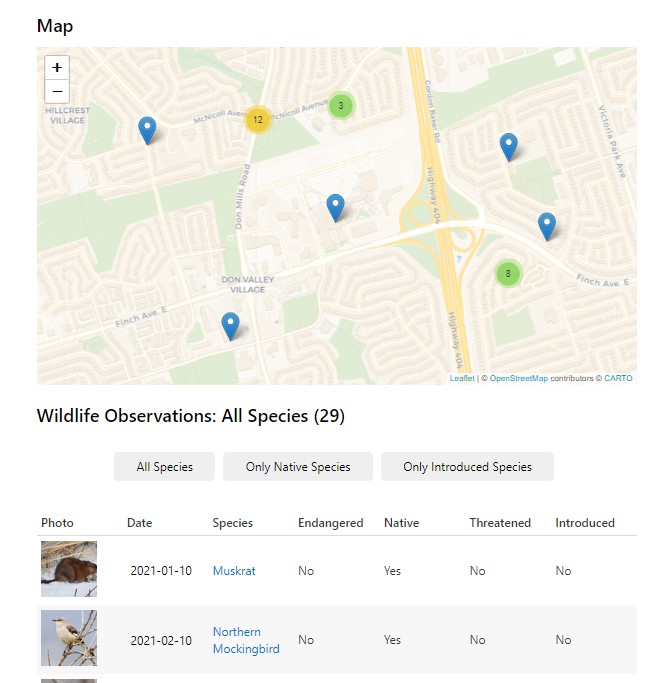 Map
+
−
HILLCREST
VILLAGE
McNicoll Avenue
McNicoll Avenue
12
3
Gordon Baker Rd
Victoria Park Ave
Don Mills Road
Highway 404
DON VALLEY
VILLAGE
8
Finch Ave. E
Finch Ave. E
Highway 404
Leaflet | © OpenStreetMap contributors © CARTO
Wildlife Observations: All Species (29)
All Species Only Native Species Only Introduced Species
Photo Date Species Endangered Native Threatened Introduced
2021-01-10 Muskrat No Yes No No
2021-02-10 Northern Mockingbird No Yes No No